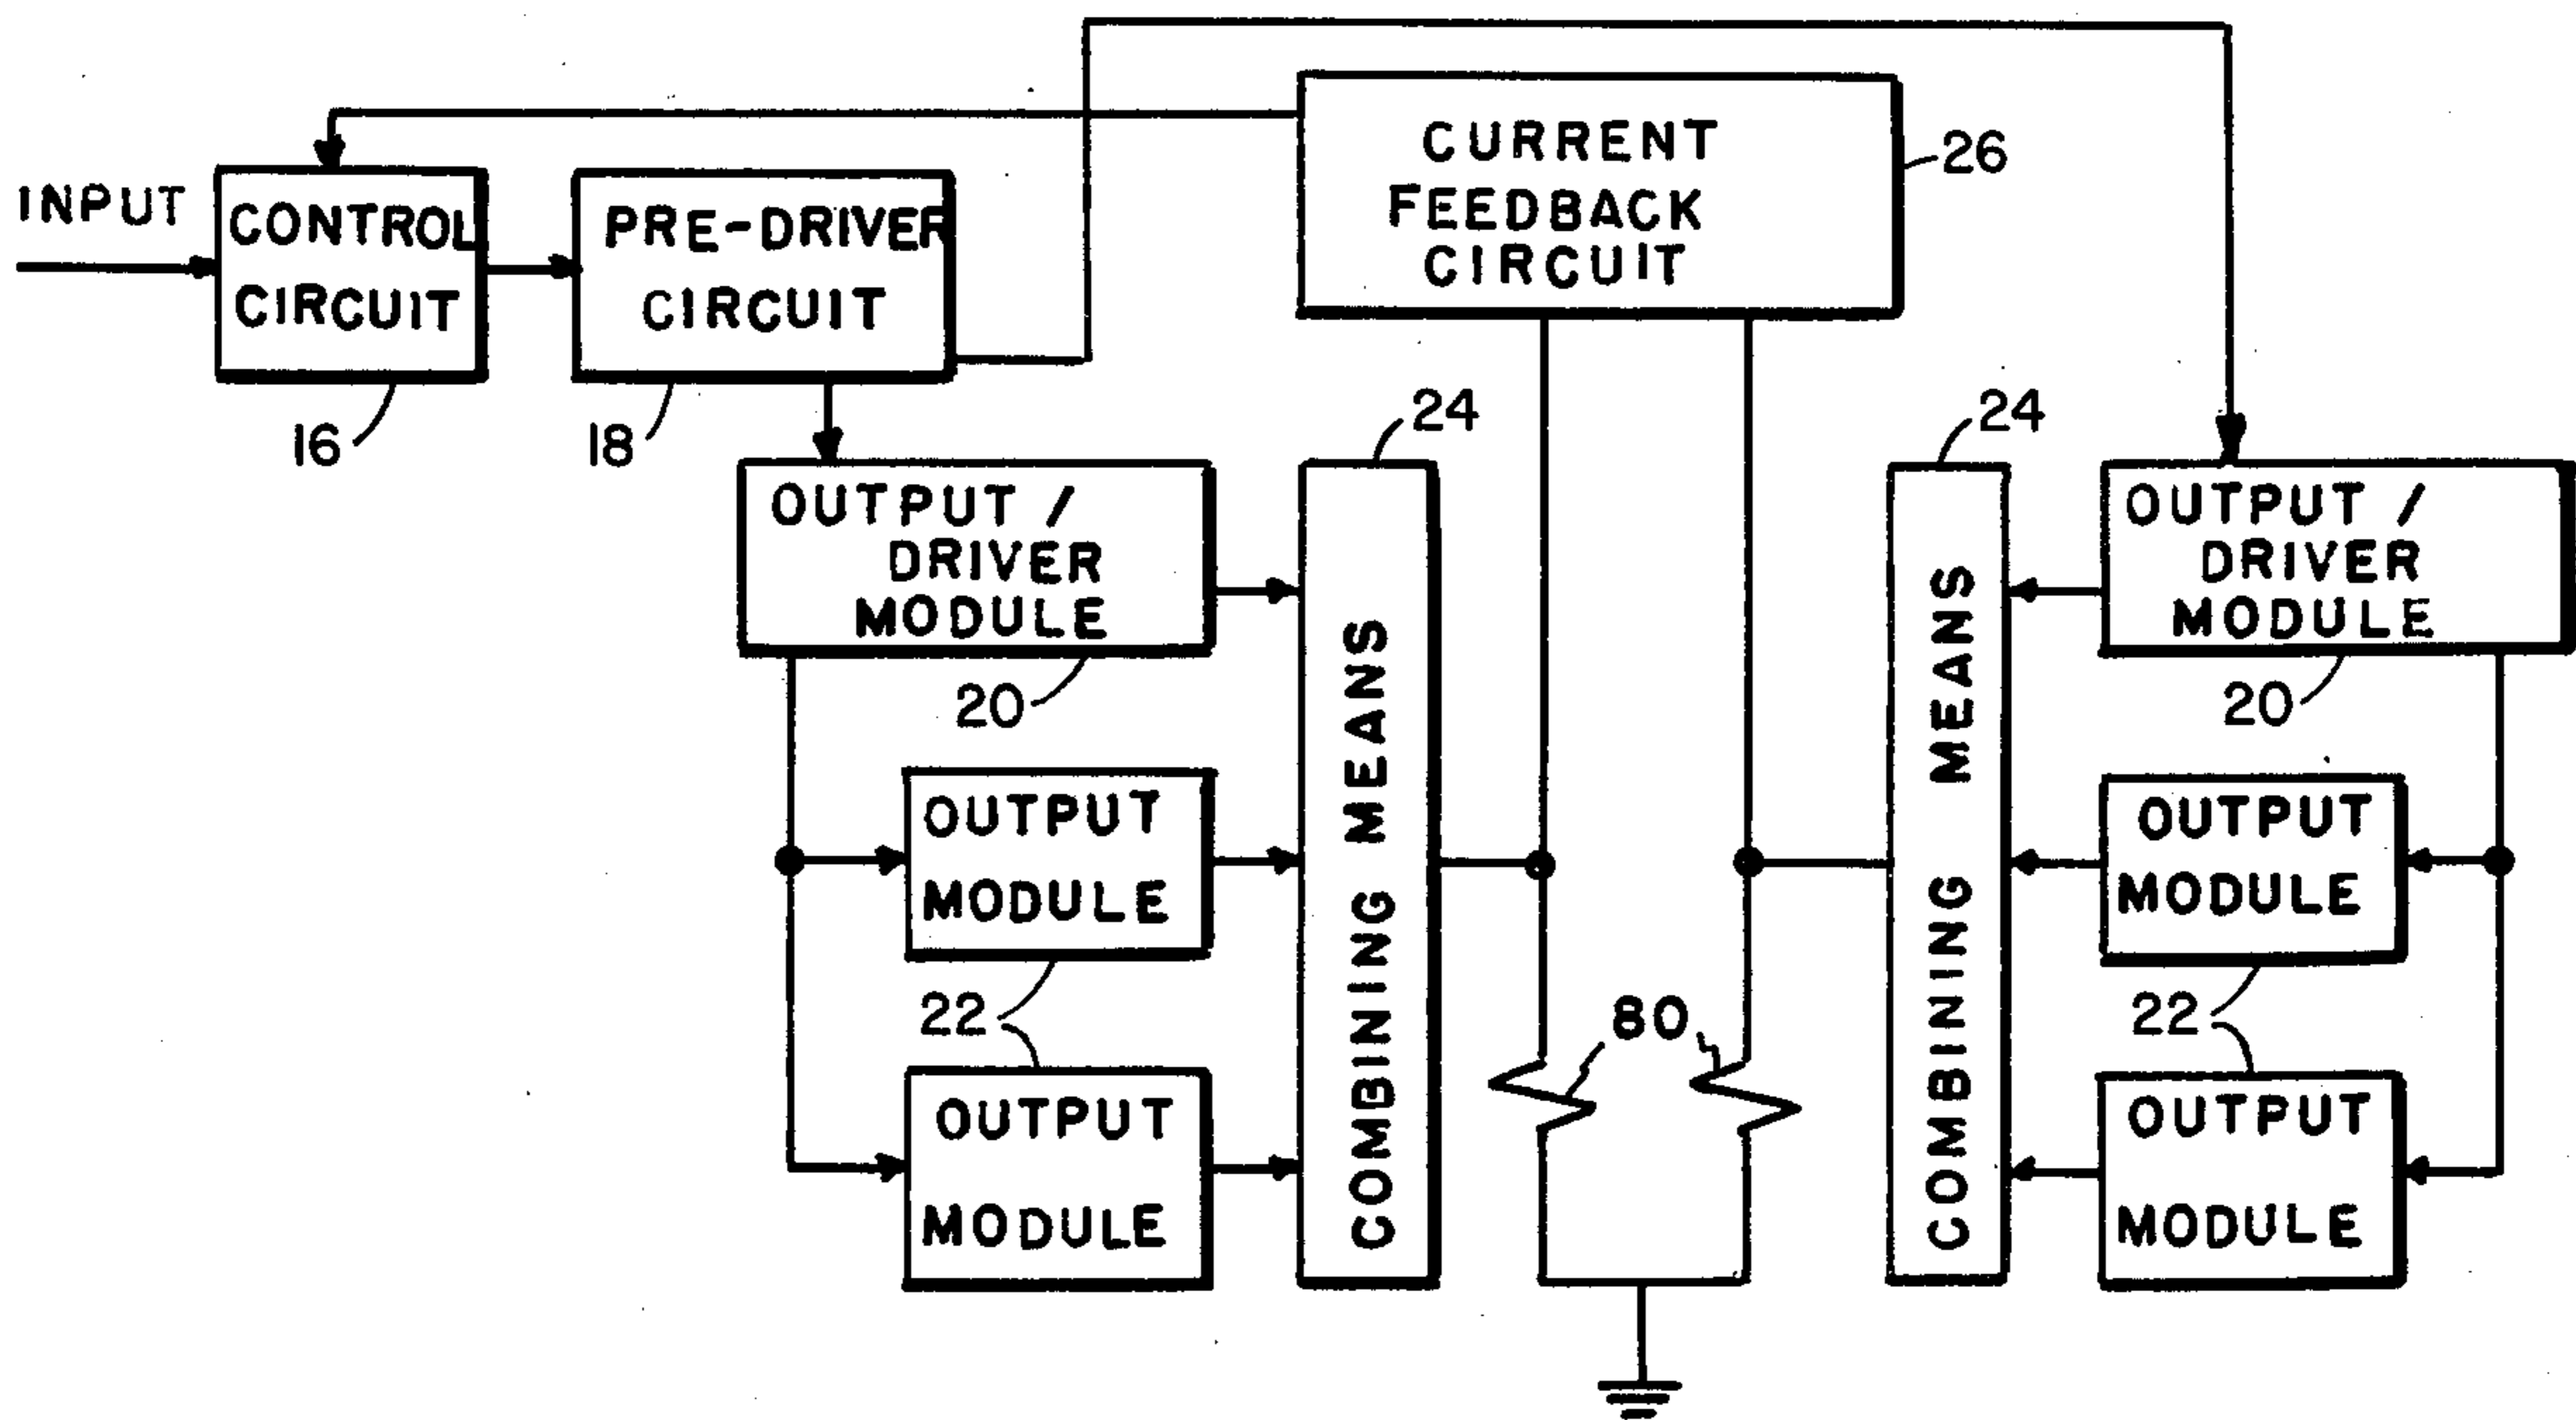 INPUT
CONTROL
CIRCUIT
16
PRE-DRIVER
CIRCUIT
18
CURRENT
FEEDBACK
CIRCUIT
26
OUTPUT /
DRIVER
MODULE
20
OUTPUT
MODULE
22
OUTPUT
MODULE
24
COMBINING MEANS
80
24
COMBINING MEANS
OUTPUT /
DRIVER
MODULE
20
OUTPUT
MODULE
22
OUTPUT
MODULE